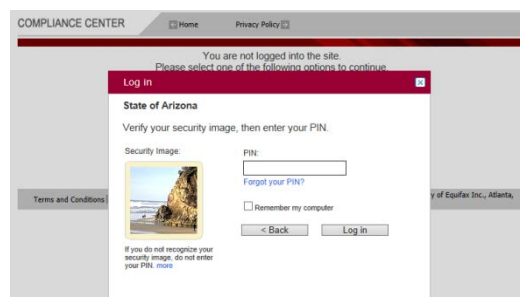 COMPLIANCE CENTER
Home
Privacy Policy
You are not logged into the site.
Please select one of the following options to continue.
Log in
State of Arizona
Verify your security image, then enter your PIN.
Security Image:
PIN:
Forgot your PIN?
Remember my computer
< Back
Log in
If you do not recognize your
security image, do not enter
your PIN. more
Terms and Conditions
y of Equifax Inc., Atlanta,